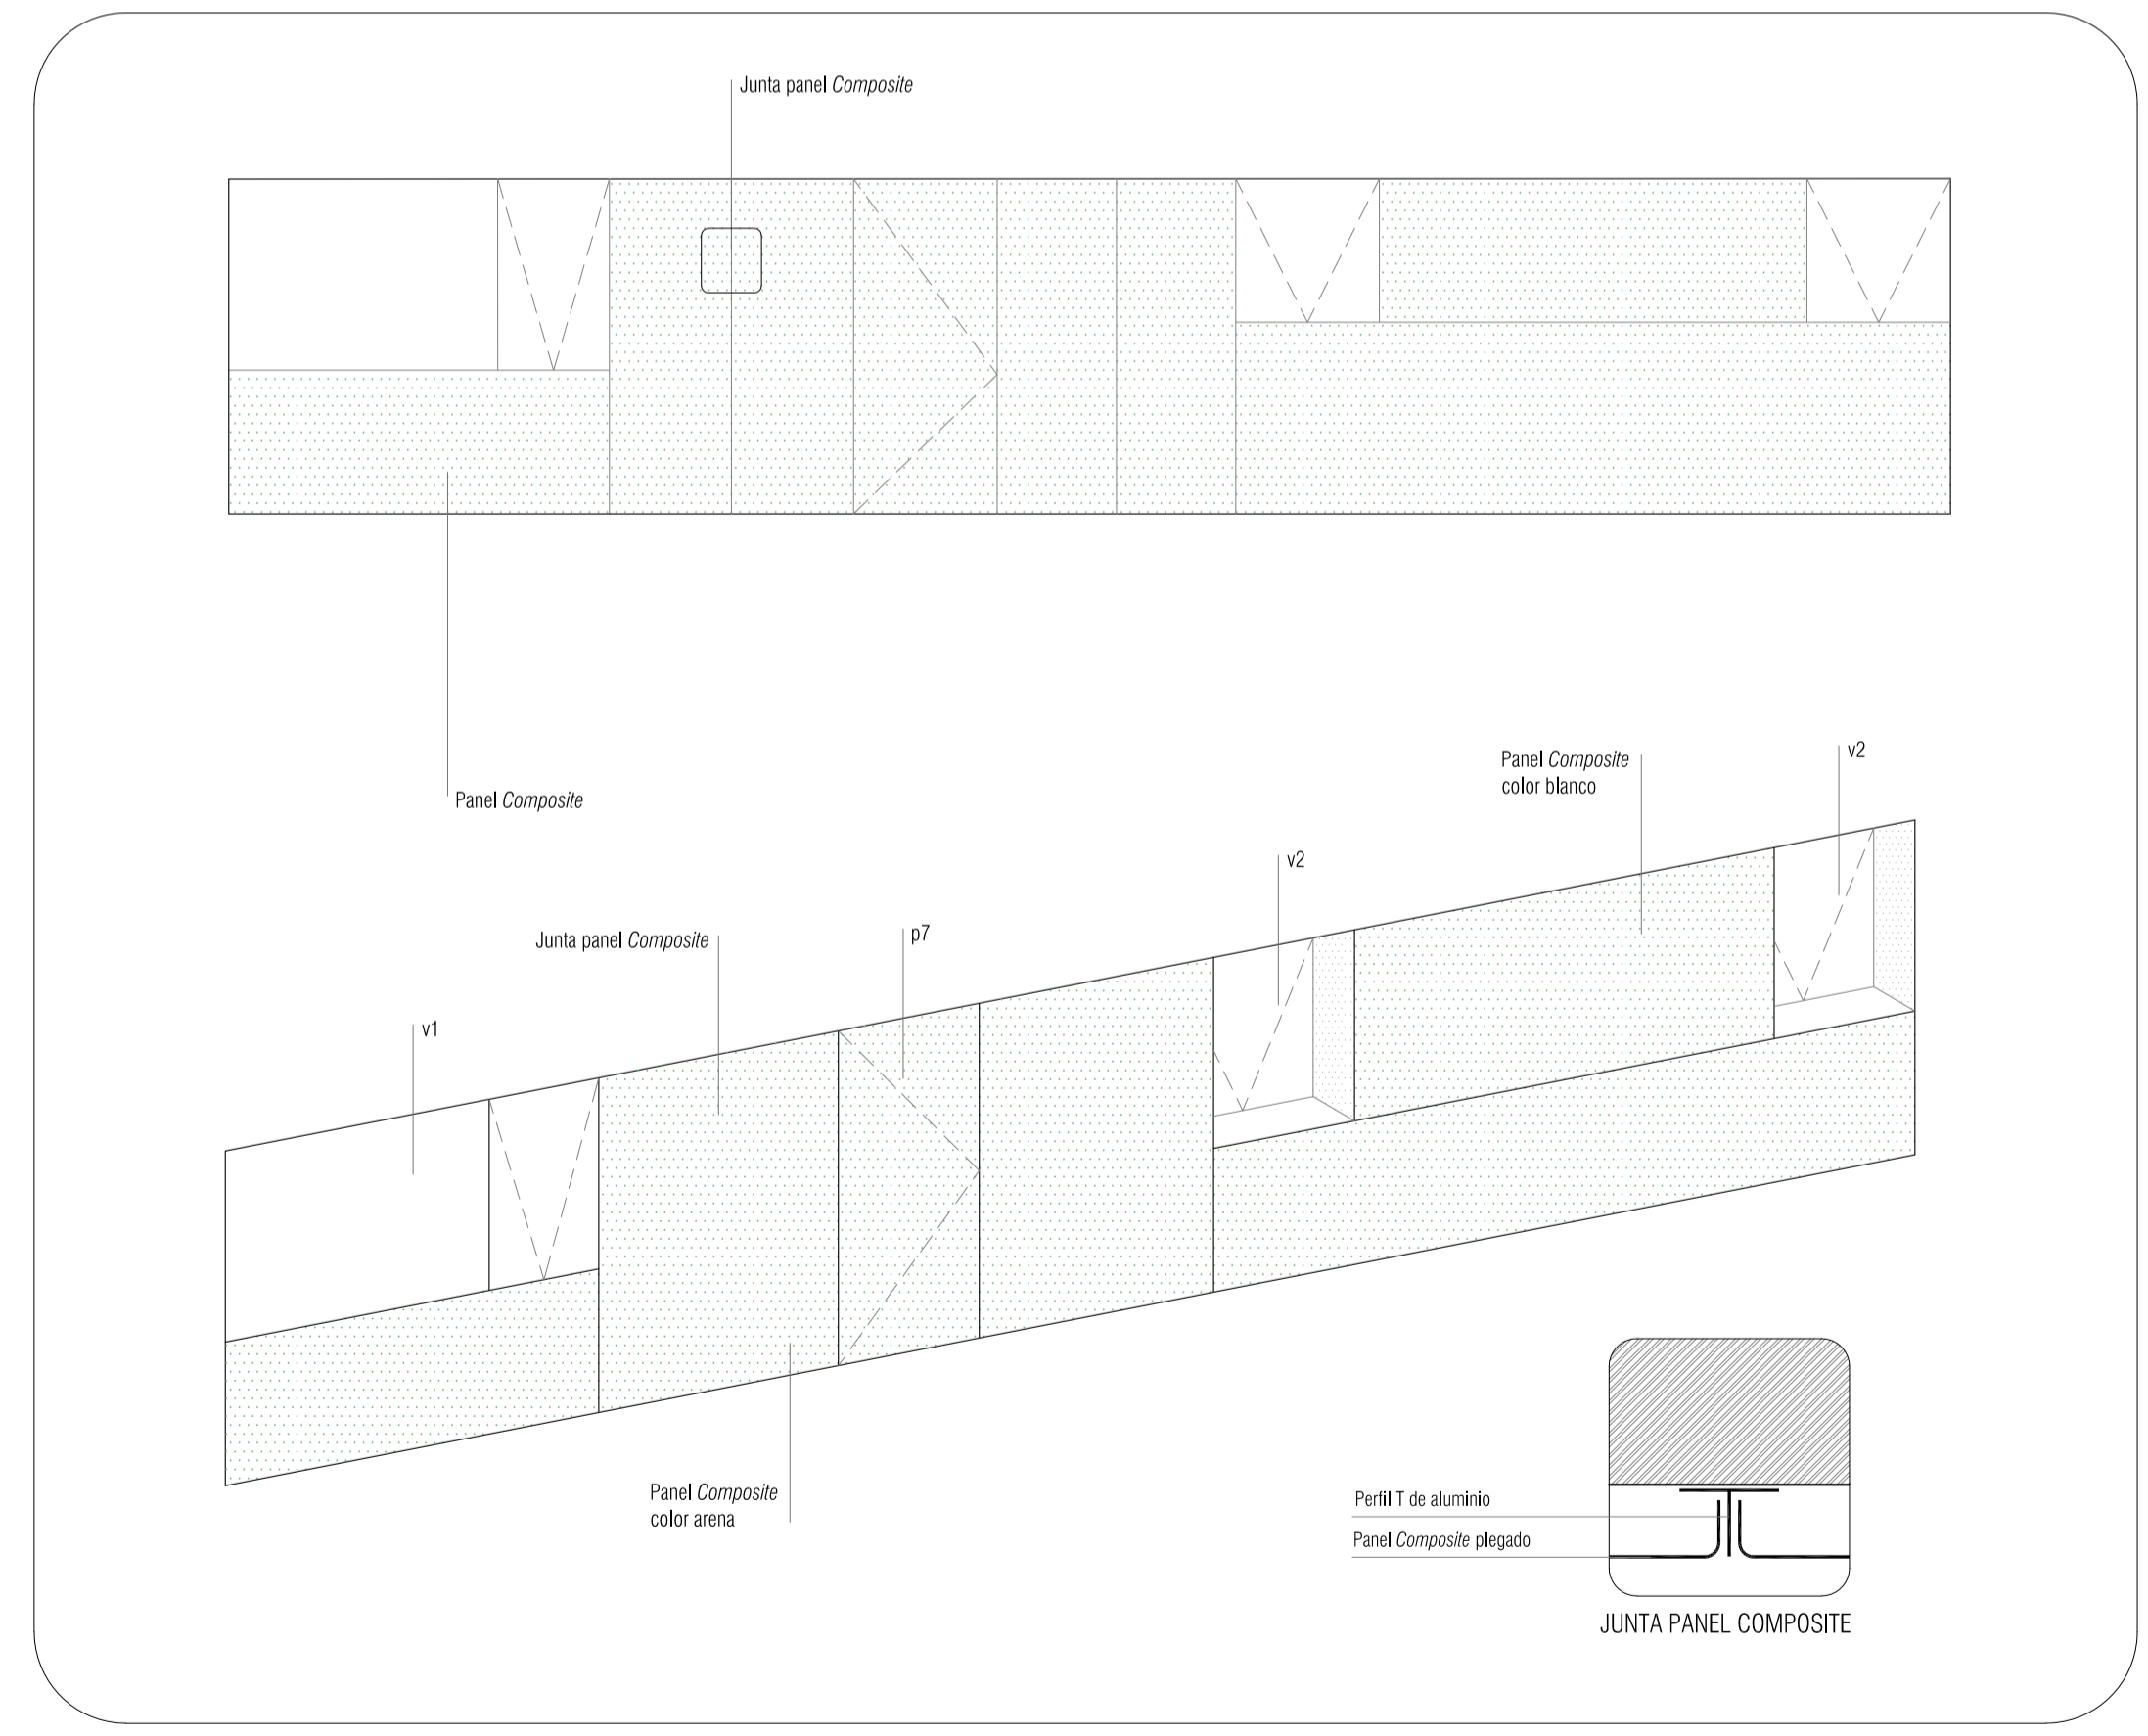 Junta panel Composite
Panel Composite
Panel Composite
color blanco
v2
v2
Junta panel Composite
p7
v1
Panel Composite
color arena
Perfil T de aluminio
Panel Composite plegado
JUNTA PANEL COMPOSITE